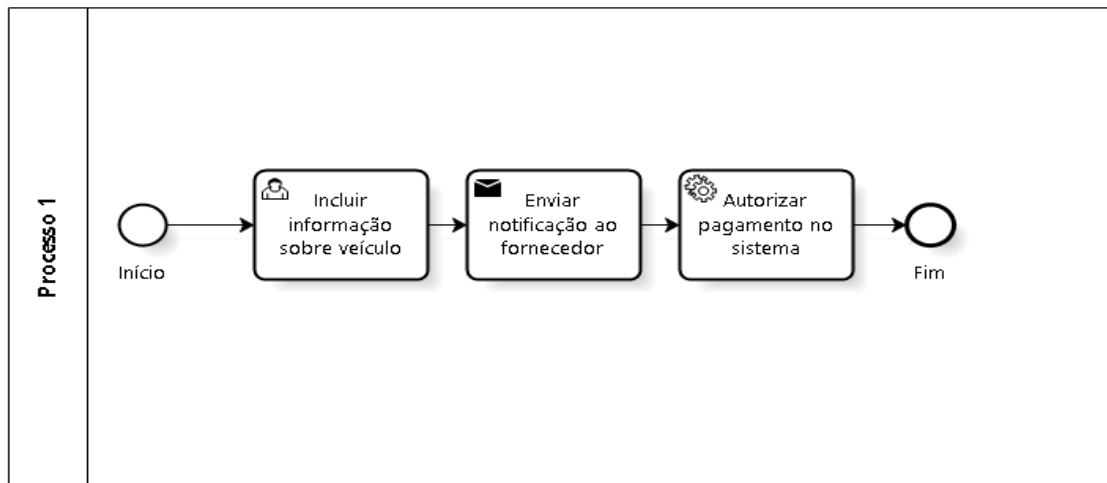 Processo 1
Incluir
informação
sobre veículo
Enviar
notificação ao
fornecedor
Autorizar
pagamento no
sistema
Início
Fim